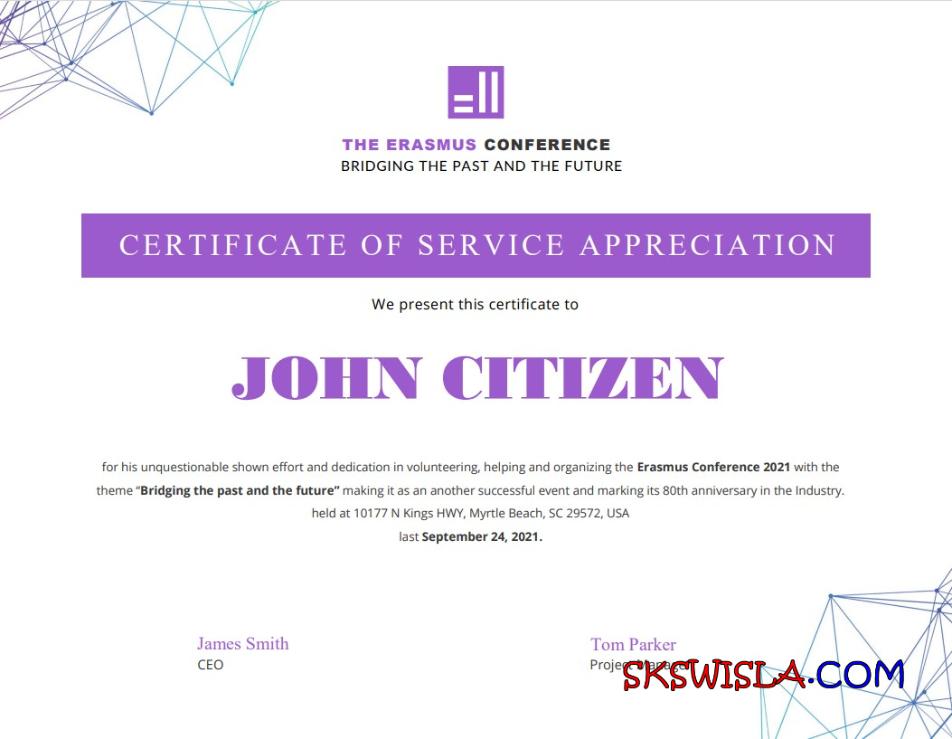 THE ERASMUS CONFERENCE
BRIDGING THE PAST AND THE FUTURE
CERTIFICATE OF SERVICE APPRECIATION
We present this certificate to
JOHN CITIZEN
for his unquestionable shown effort and dedication in volunteering, helping and organizing the Erasmus Conference 2021 with the
theme “Bridging the past and the future” making it as an another successful event and marking its 80th anniversary in the Industry.
held at 10177 N Kings HWY, Myrtle Beach, SC 29572, USA
last September 24, 2021.
James Smith
CEO
Tom Parker
Project Manager
SKSWISLA.COM